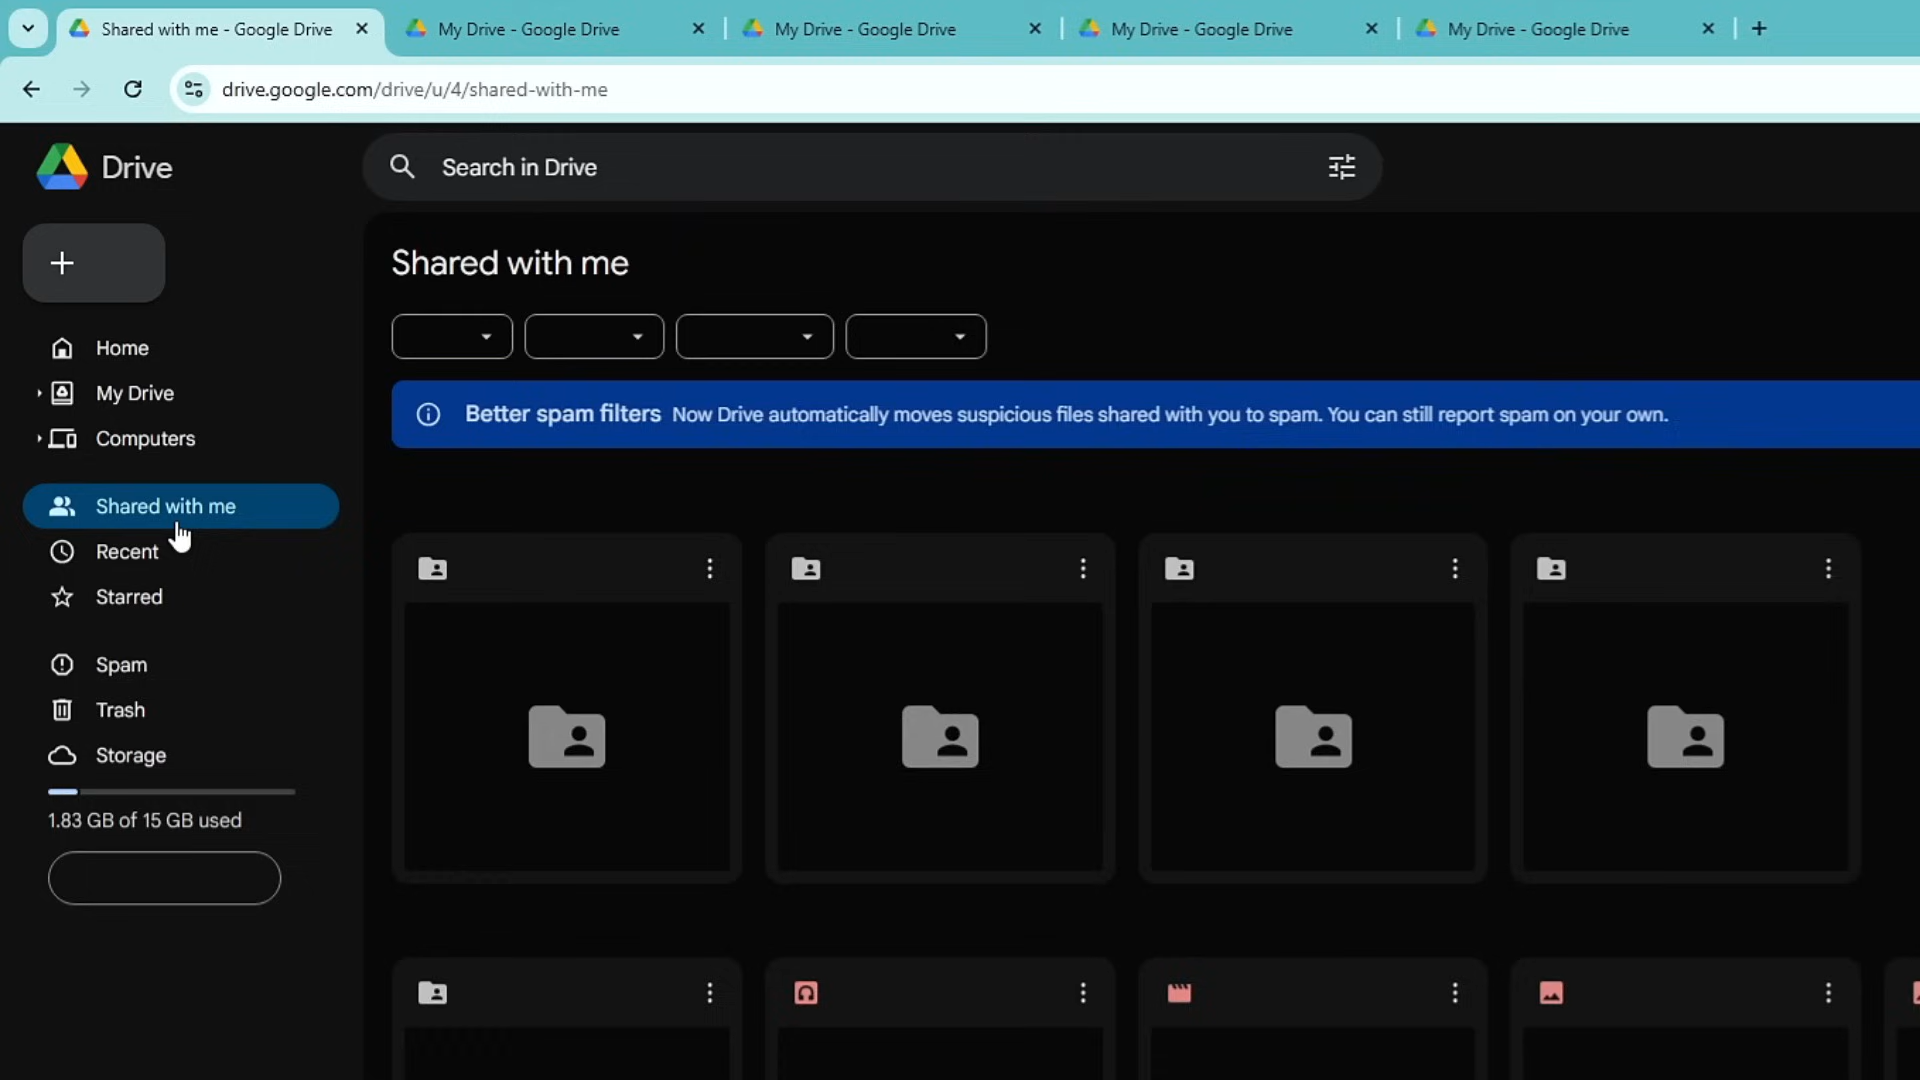 Shared with me - Google Drive
My Drive - Google Drive
My Drive - Google Drive
My Drive - Google Drive
My Drive - Google Drive
drive.google.com/drive/u/4/shared-with-me
Drive
Search in Drive
Home
My Drive
Computers
Shared with me
Recent
Starred
Spam
Trash
Storage
1.83 GB of 15 GB used
Shared with me
Better spam filters Now Drive automatically moves suspicious files shared with you to spam. You can still report spam on your own.